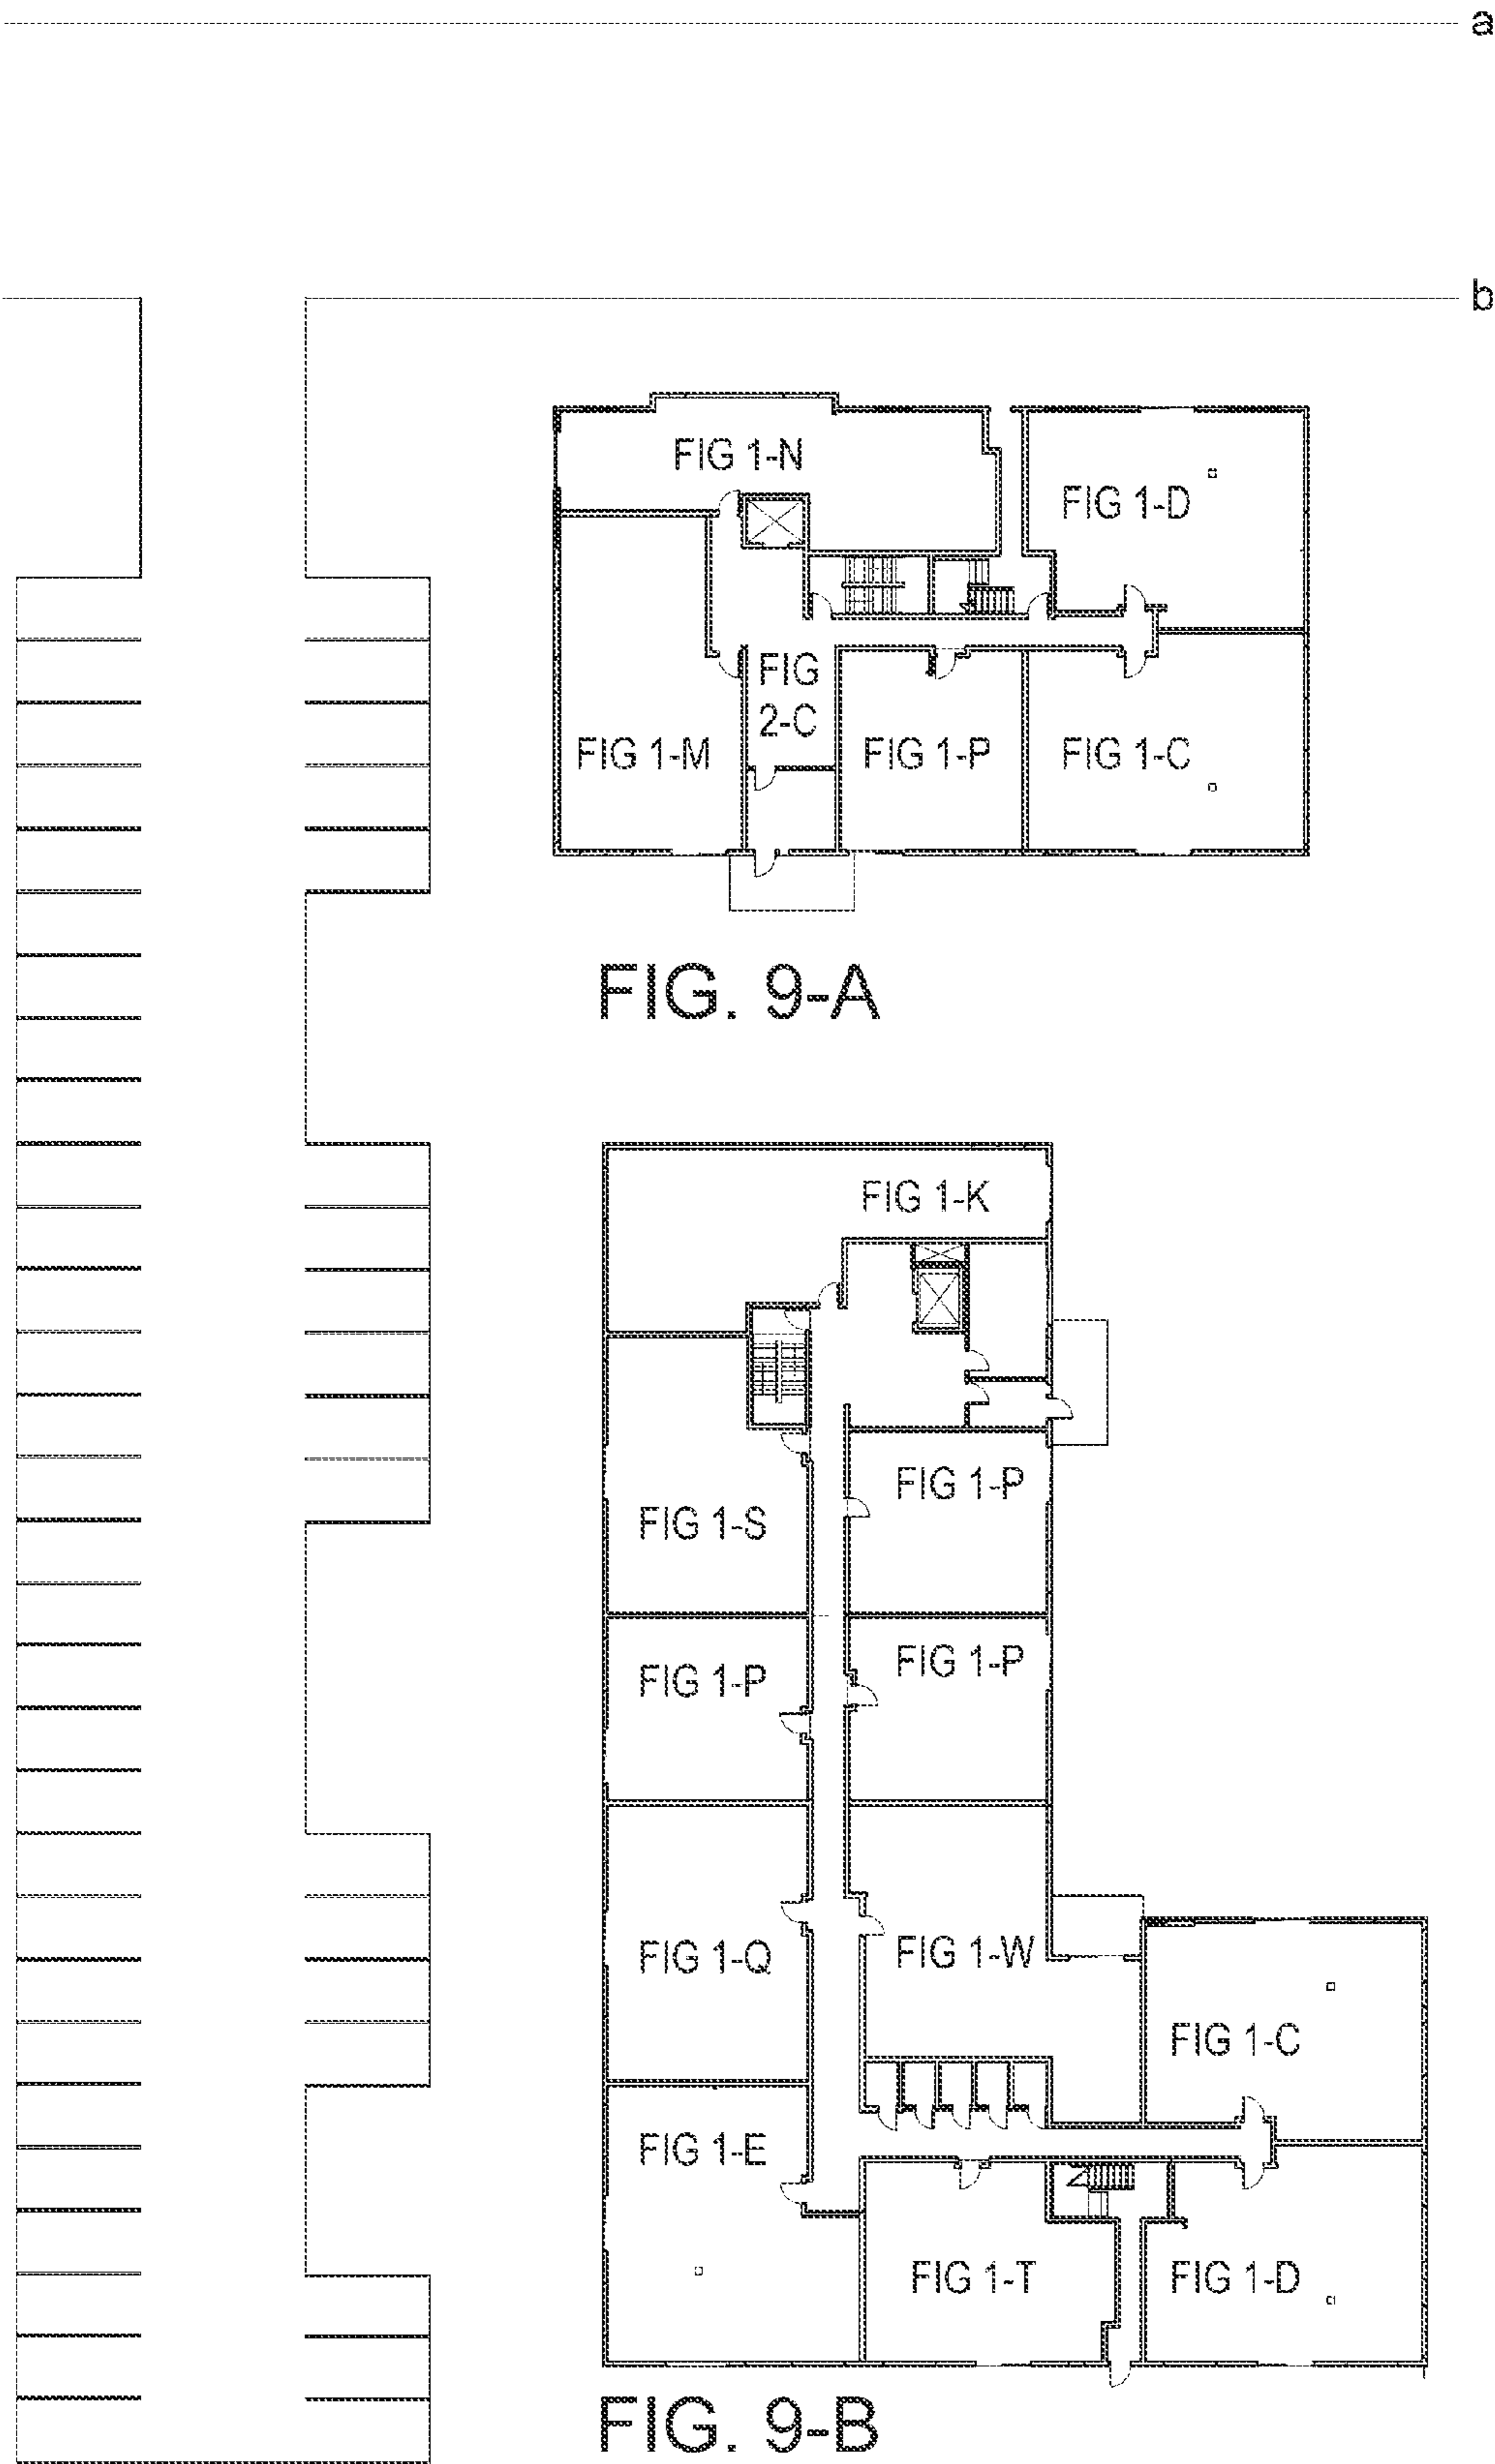 a
b
FIG 1-N
FIG 1-D
FIG
2-C
FIG 1-M
FIG 1-P
FIG 1-C
FIG. 9-A
FIG 1-K
FIG 1-P
FIG 1-S
FIG 1-P
FIG 1-P
FIG 1-Q
FIG 1-W
FIG 1-C
FIG 1-E
FIG 1-T
FIG 1-D
FIG. 9-B